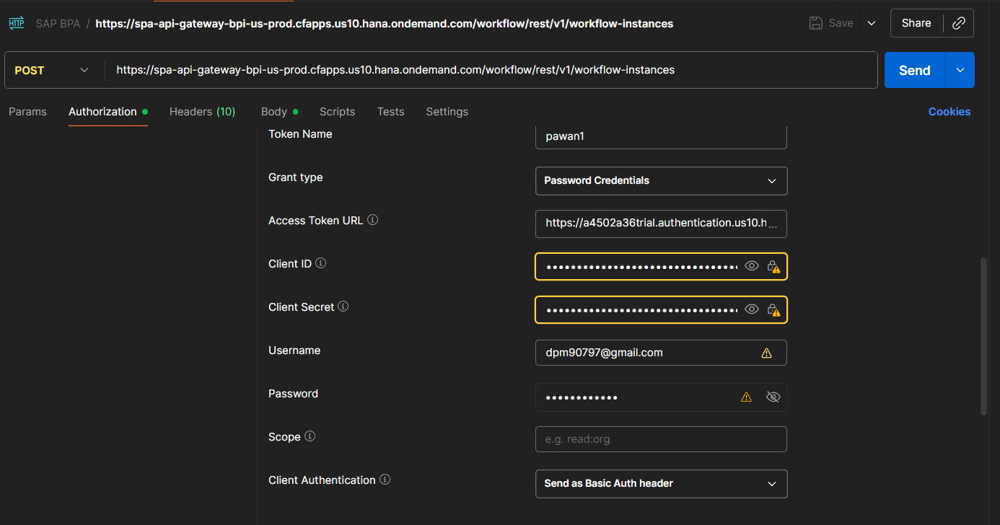 HTTP SAP BPA / https://spa-api-gateway-bpi-us-prod.cfapps.us10.hana.ondemand.com/workflow/rest/v1/workflow-instances Save Share
POST https://spa-api-gateway-bpi-us-prod.cfapps.us10.hana.ondemand.com/workflow/rest/v1/workflow-instances Send
Params Authorization Headers (10) Body Scripts Tests Settings Cookies
Token Name pawan1
Grant type Password Credentials
Access Token URL https://a4502a36trial.authentication.us10.h...
Client ID ••••••••••••••••••••••••••••••••
Client Secret ••••••••••••••••••••••••••••••••
Username dpm90797@gmail.com
Password ••••••••••••
Scope e.g. read:org
Client Authentication Send as Basic Auth header